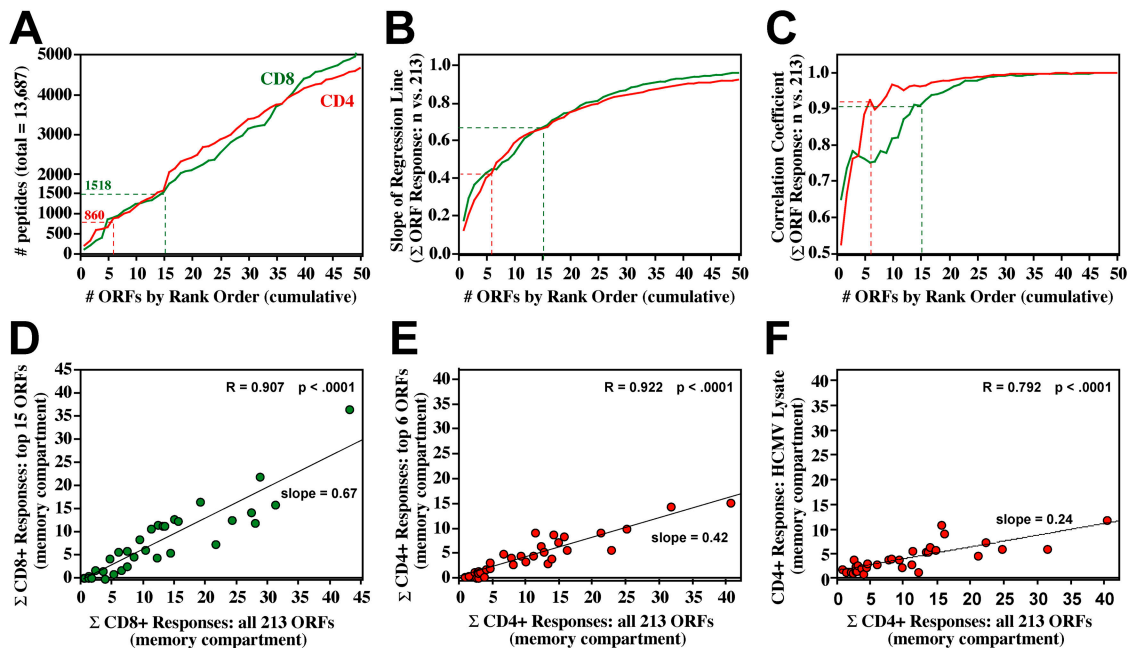 A
# peptides (total = 13,687)
5000
4000
3000
2000
1500
1000
500
0
1518
860
CD8
CD4
0 5 10 15 20 25 30 35 40 45 50
# ORFs by Rank Order (cumulative)
B
Slope of Regression Line
(Σ ORF Response: n vs. 213)
1.0
0.8
0.6
0.4
0.2
0
0 5 10 15 20 25 30 35 40 45 50
# ORFs by Rank Order (cumulative)
C
Correlation Coefficient
(Σ ORF Response: n vs. 213)
1.0
0.9
0.8
0.7
0.6
0.5
0 5 10 15 20 25 30 35 40 45 50
# ORFs by Rank Order (cumulative)
D
Σ CD8+ Responses: top 15 ORFs
(memory compartment)
45
40
35
30
25
20
15
10
5
0
R = 0.907 p < .0001
slope = 0.67
0 5 10 15 20 25 30 35 40 45
Σ CD8+ Responses: all 213 ORFs
(memory compartment)
E
Σ CD4+ Responses: top 6 ORFs
(memory compartment)
40
35
30
25
20
15
10
5
0
R = 0.922 p < .0001
slope = 0.42
0 5 10 15 20 25 30 35 40
Σ CD4+ Responses: all 213 ORFs
(memory compartment)
F
CD4+ Response: HCMV Lysate
(memory compartment)
40
35
30
25
20
15
10
5
0
R = 0.792 p < .0001
slope = 0.24
0 5 10 15 20 25 30 35 40
Σ CD4+ Responses: all 213 ORFs
(memory compartment)